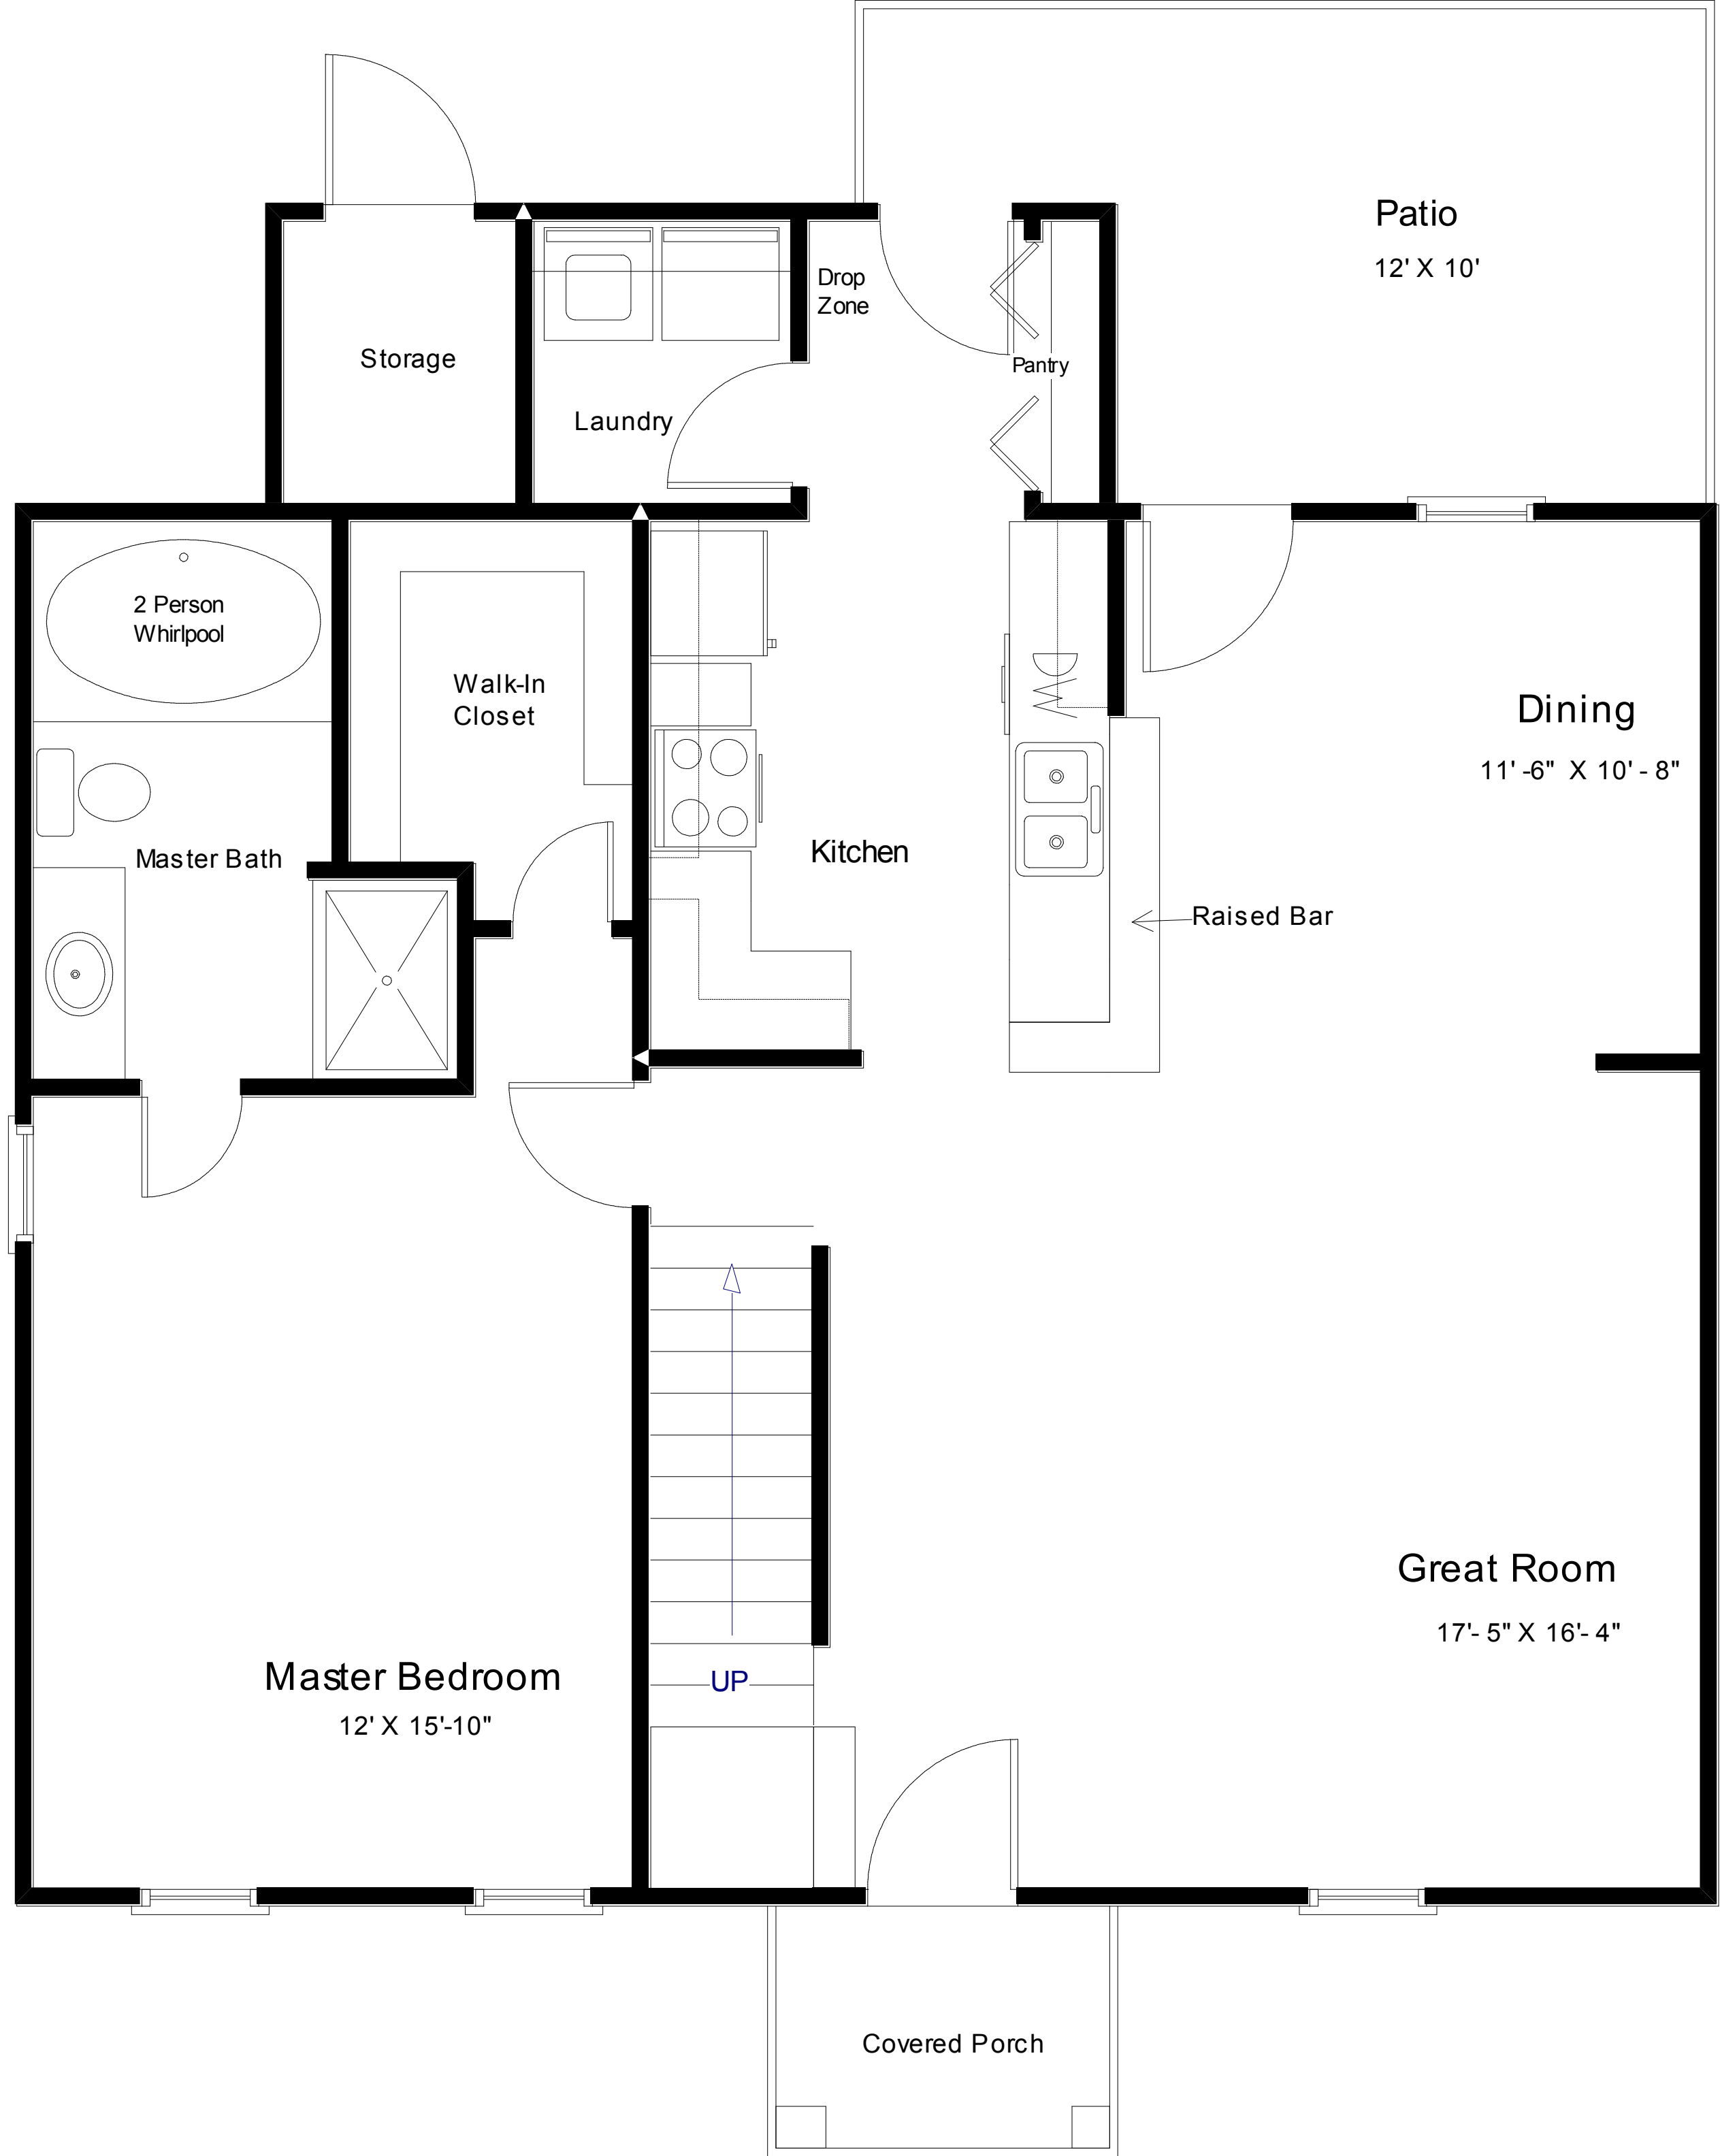 Patio
12' X 10'
Drop
Zone
Storage
Pantry
Laundry
2 Person
Whirlpool
Walk-In
Closet
Dining
11' -6" X 10' - 8"
Master Bath
Kitchen
Raised Bar
Great Room
17'- 5" X 16'- 4"
Master Bedroom
12' X 15'-10"
UP
Covered Porch